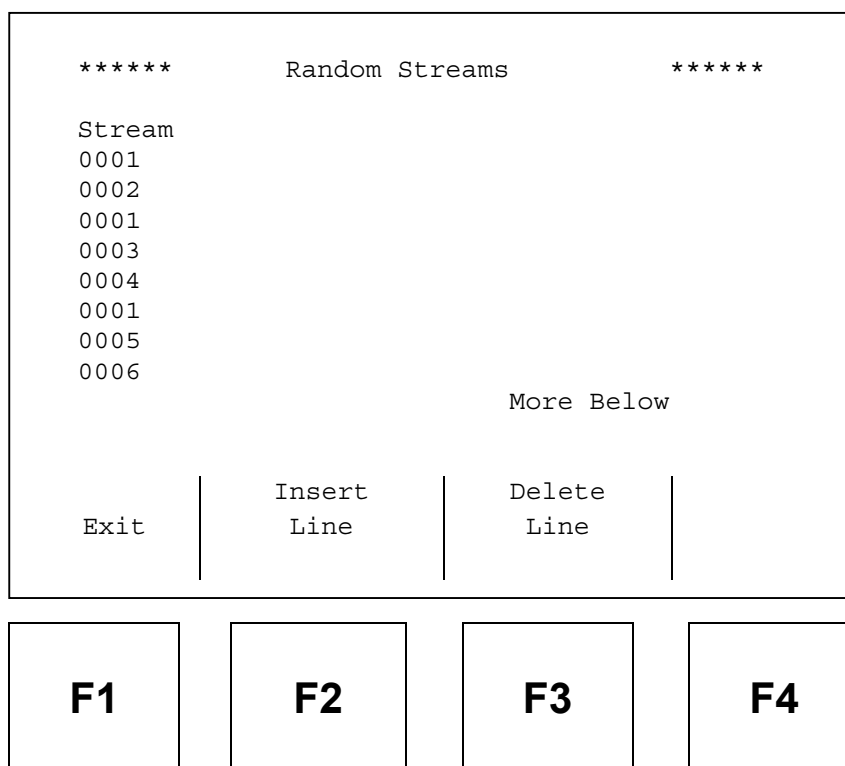 ****** Random Streams ******
Stream
0001
0002
0001
0003
0004
0001
0005
0006
More Below
Insert Delete
Exit Line Line
F1 F2 F3 F4